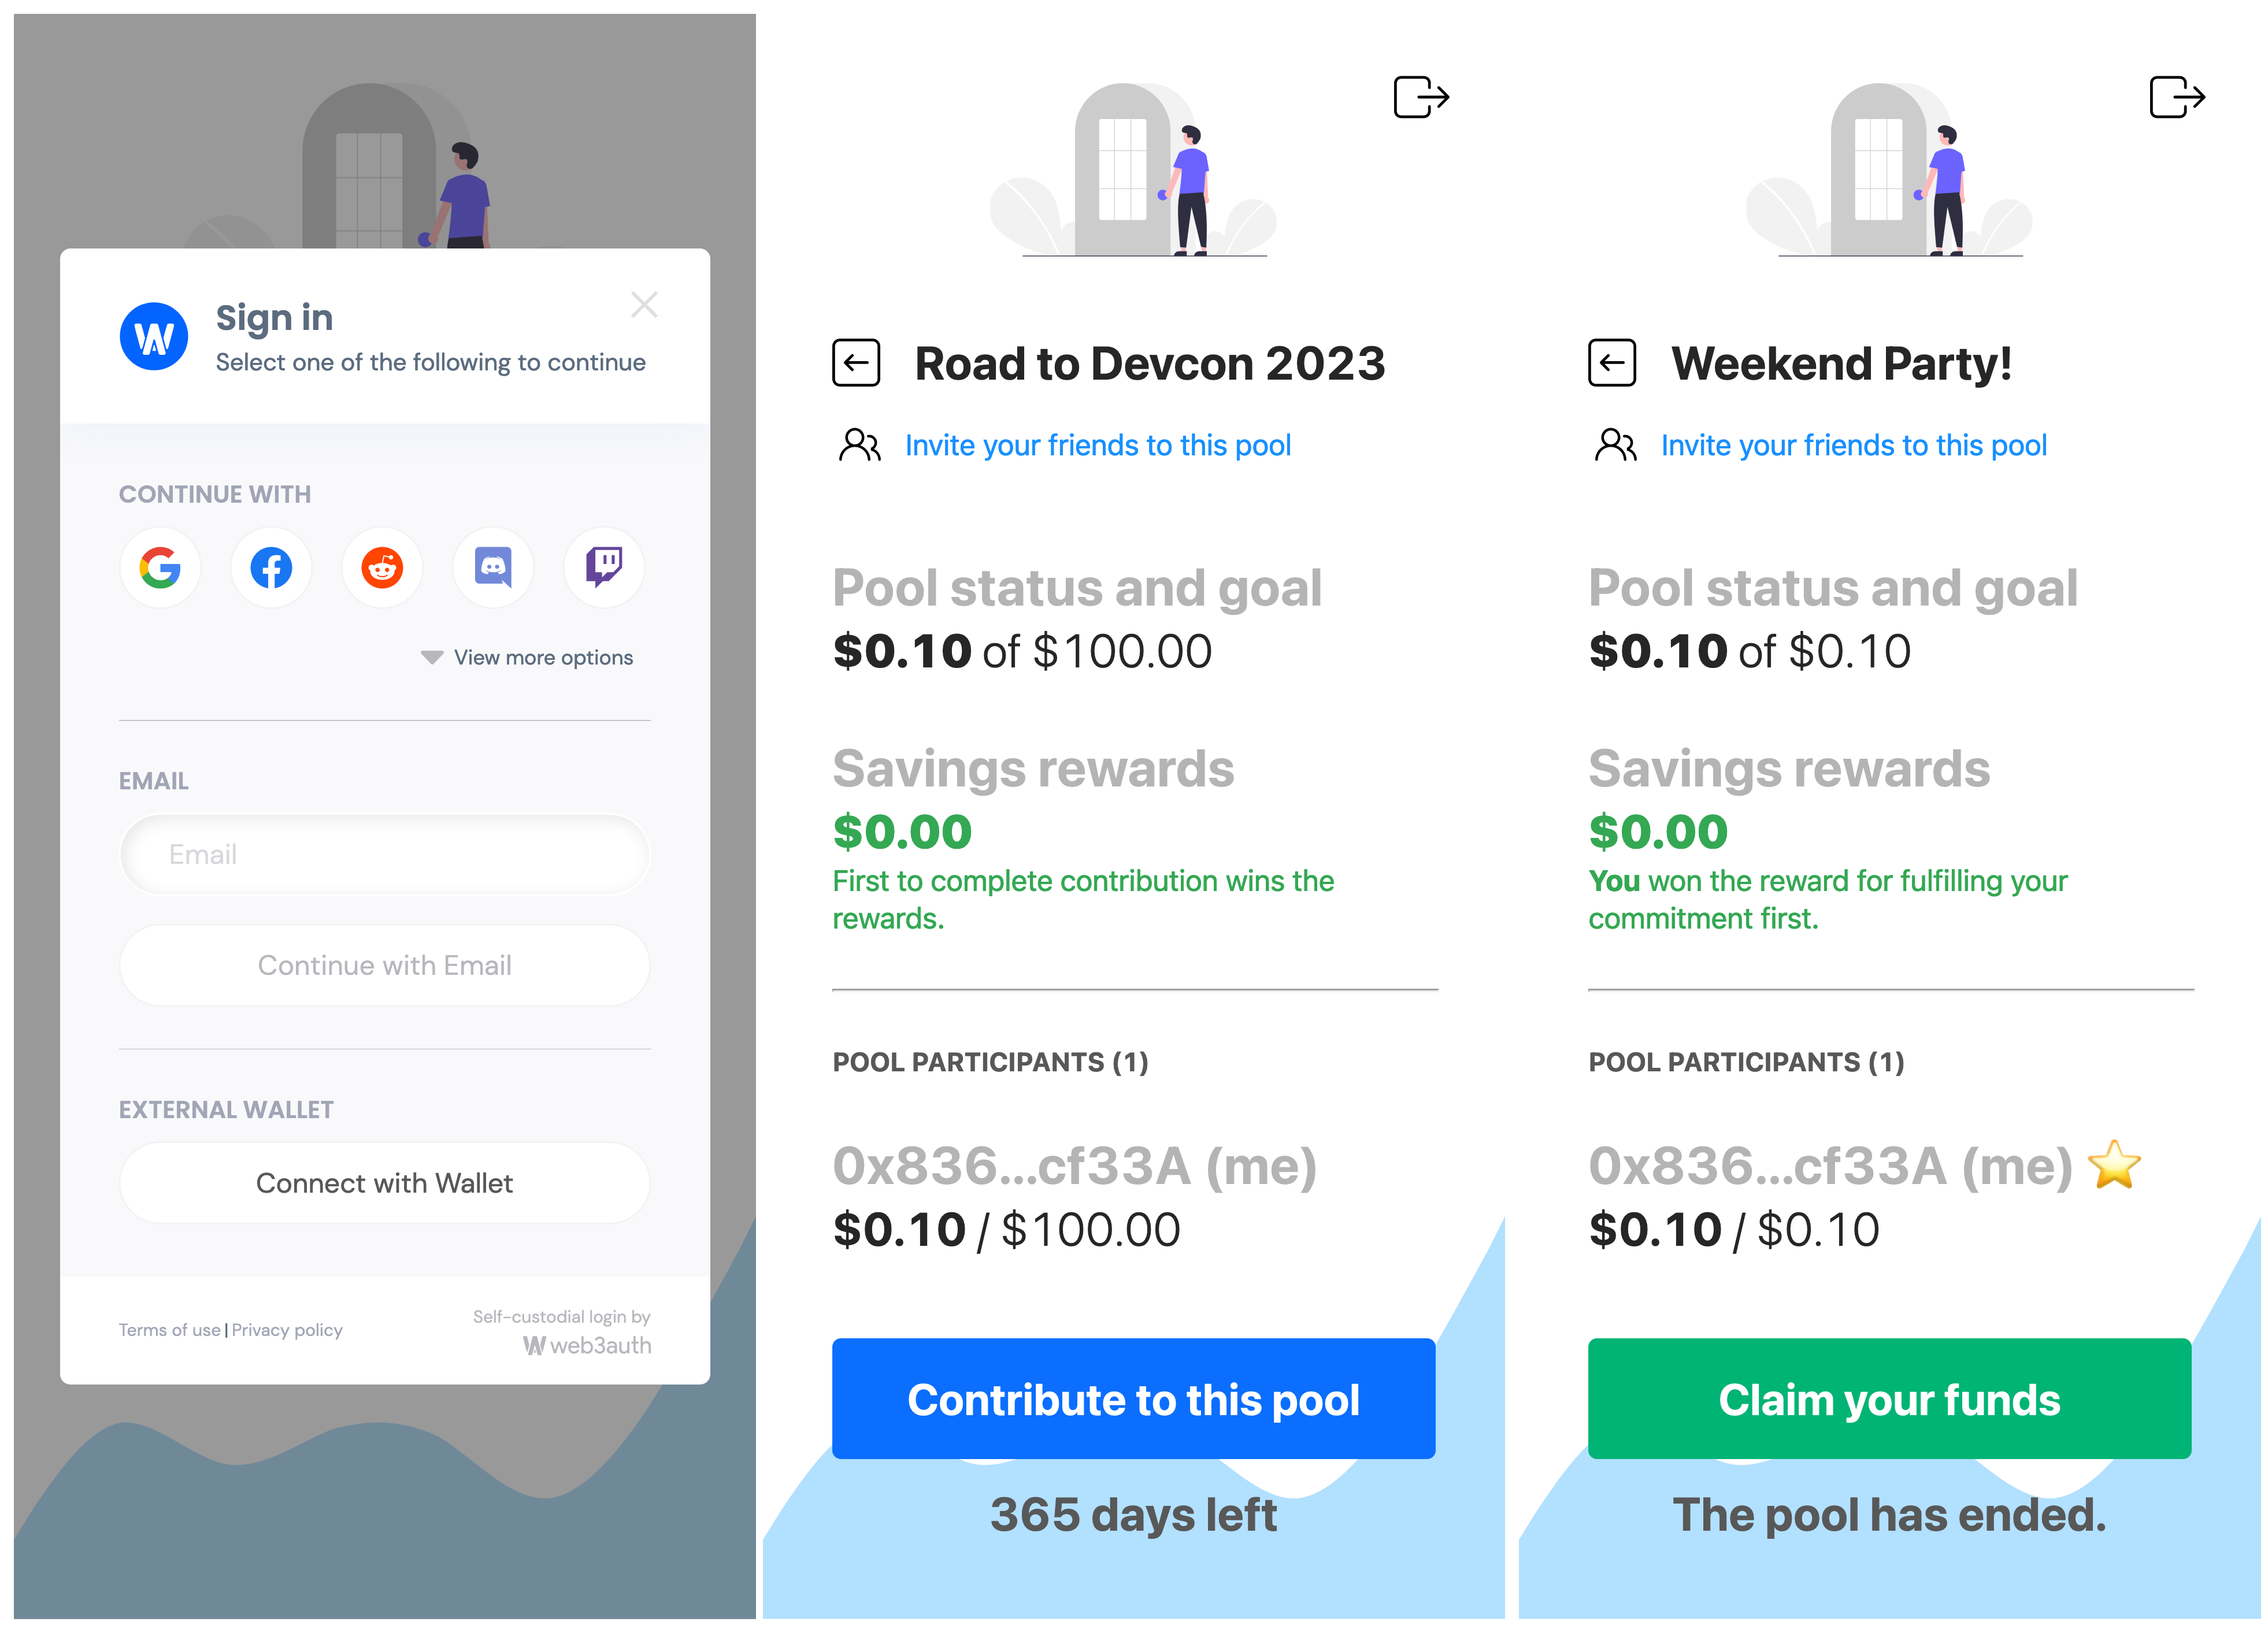 Sign in
Select one of the following to continue
CONTINUE WITH
View more options
EMAIL
Email
Continue with Email
EXTERNAL WALLET
Connect with Wallet
Terms of use | Privacy policy
Self-custodial login by
web3auth
Road to Devcon 2023
Invite your friends to this pool
Pool status and goal
$0.10 of $100.00
Savings rewards
$0.00
First to complete contribution wins the
rewards.
POOL PARTICIPANTS (1)
0x836...cf33A (me)
$0.10 / $100.00
Contribute to this pool
365 days left
Weekend Party!
Invite your friends to this pool
Pool status and goal
$0.10 of $0.10
Savings rewards
$0.00
You won the reward for fulfilling your
commitment first.
POOL PARTICIPANTS (1)
0x836...cf33A (me) ⭐
$0.10 / $0.10
Claim your funds
The pool has ended.